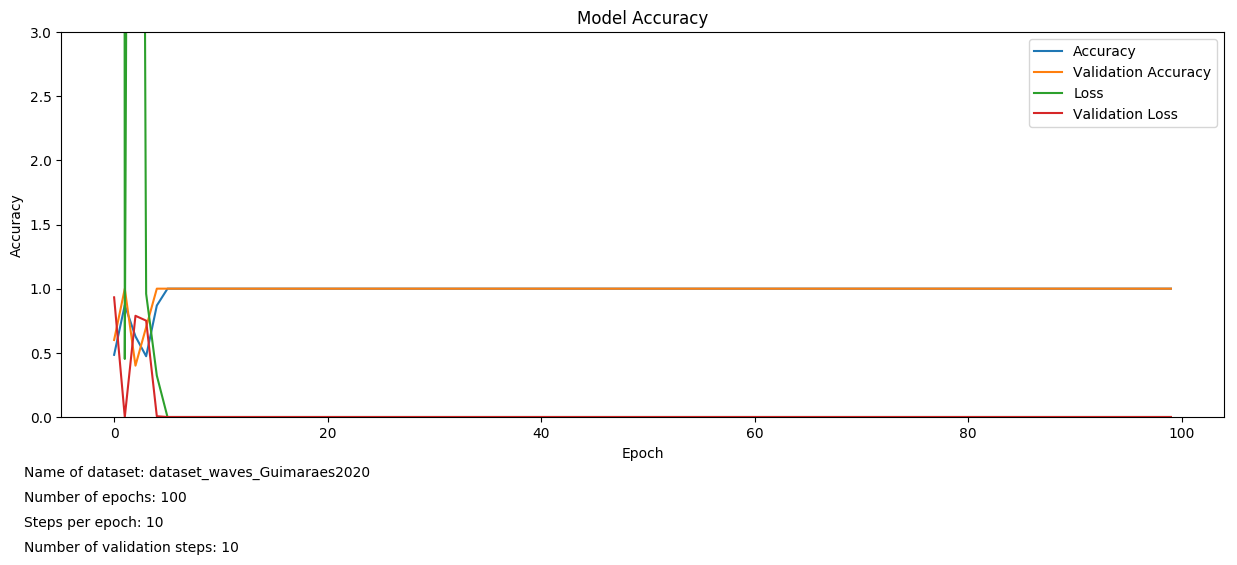 Model Accuracy
3.0
2.5
2.0
1.5
1.0
0.5
0.0
Accuracy
Accuracy
Validation Accuracy
Loss
Validation Loss
0 20 40 60 80 100
Epoch
Name of dataset: dataset_waves_Guimaraes2020
Number of epochs: 100
Steps per epoch: 10
Number of validation steps: 10